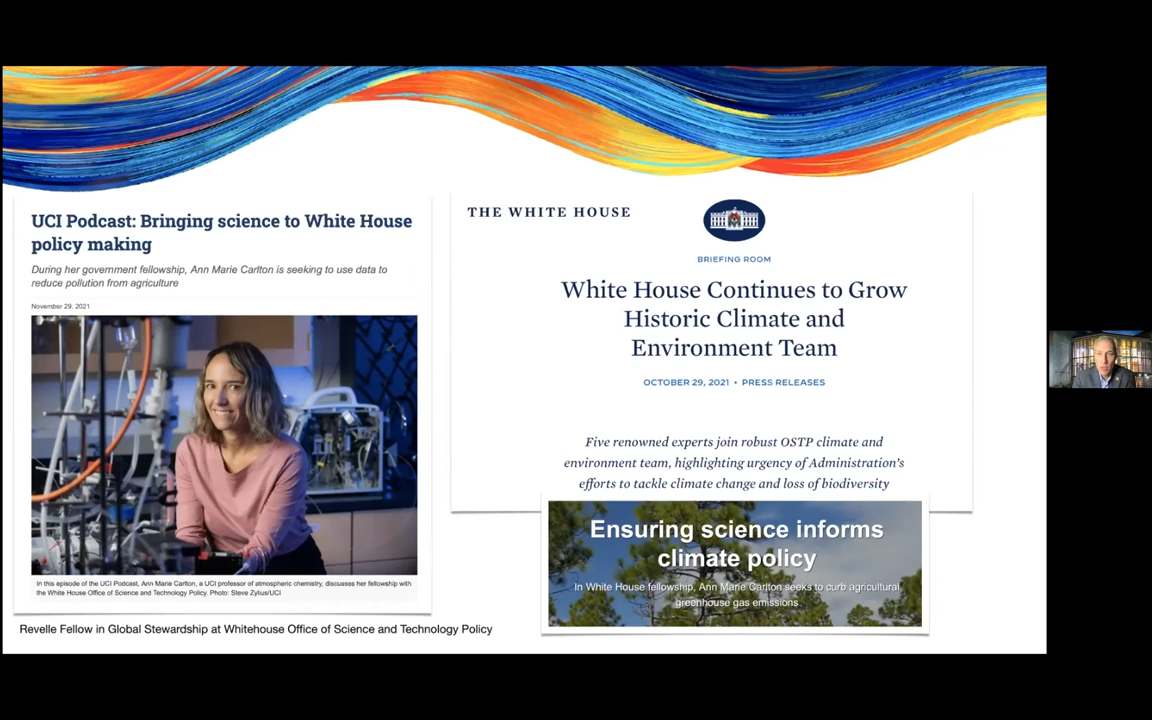 UCI Podcast: Bringing science to White House
policy making
During her government fellowship, Ann Marie Carlton is seeking to use data to
reduce pollution from agriculture
November 29, 2021
In this episode of the UCI Podcast, Ann Marie Carlton, a UCI professor of atmospheric chemistry, discusses her fellowship with
the White House Office of Science and Technology Policy. Photo: Steve Zylius/UCI
Revelle Fellow in Global Stewardship at Whitehouse Office of Science and Technology Policy
THE WHITE HOUSE
BRIEFING ROOM
White House Continues to Grow
Historic Climate and
Environment Team
OCTOBER 29, 2021 • PRESS RELEASES
Five renowned experts join robust OSTP climate and
environment team, highlighting urgency of Administration’s
efforts to tackle climate change and loss of biodiversity
Ensuring science informs
climate policy
In White House fellowship, Ann Marie Carlton seeks to curb agricultural
greenhouse gas emissions